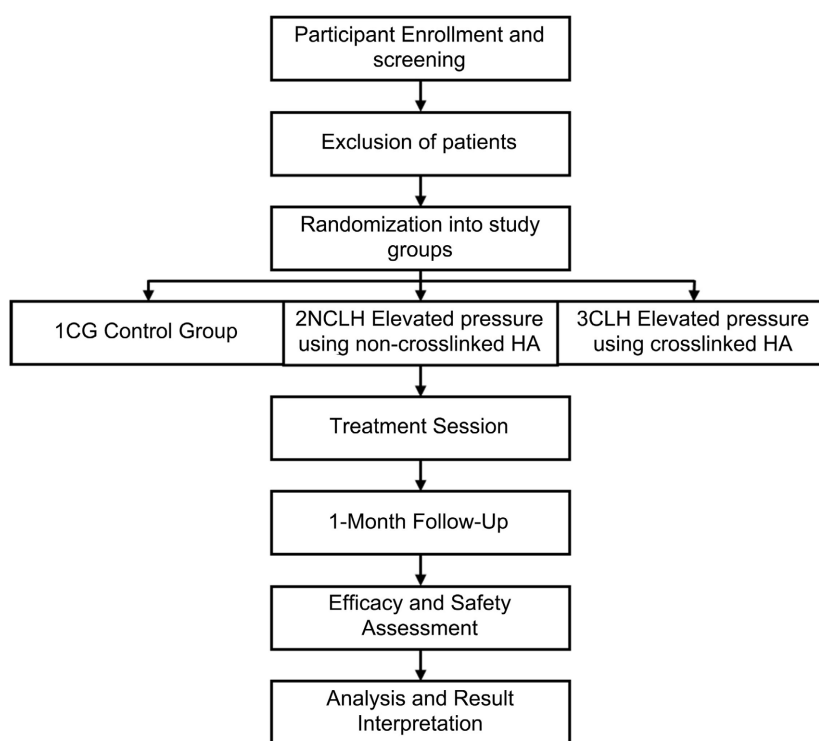 Participant Enrollment and
screening
Exclusion of patients
Randomization into study
groups
1CG Control Group
2NCLH Elevated pressure
using non-crosslinked HA
3CLH Elevated pressure
using crosslinked HA
Treatment Session
1-Month Follow-Up
Efficacy and Safety
Assessment
Analysis and Result
Interpretation